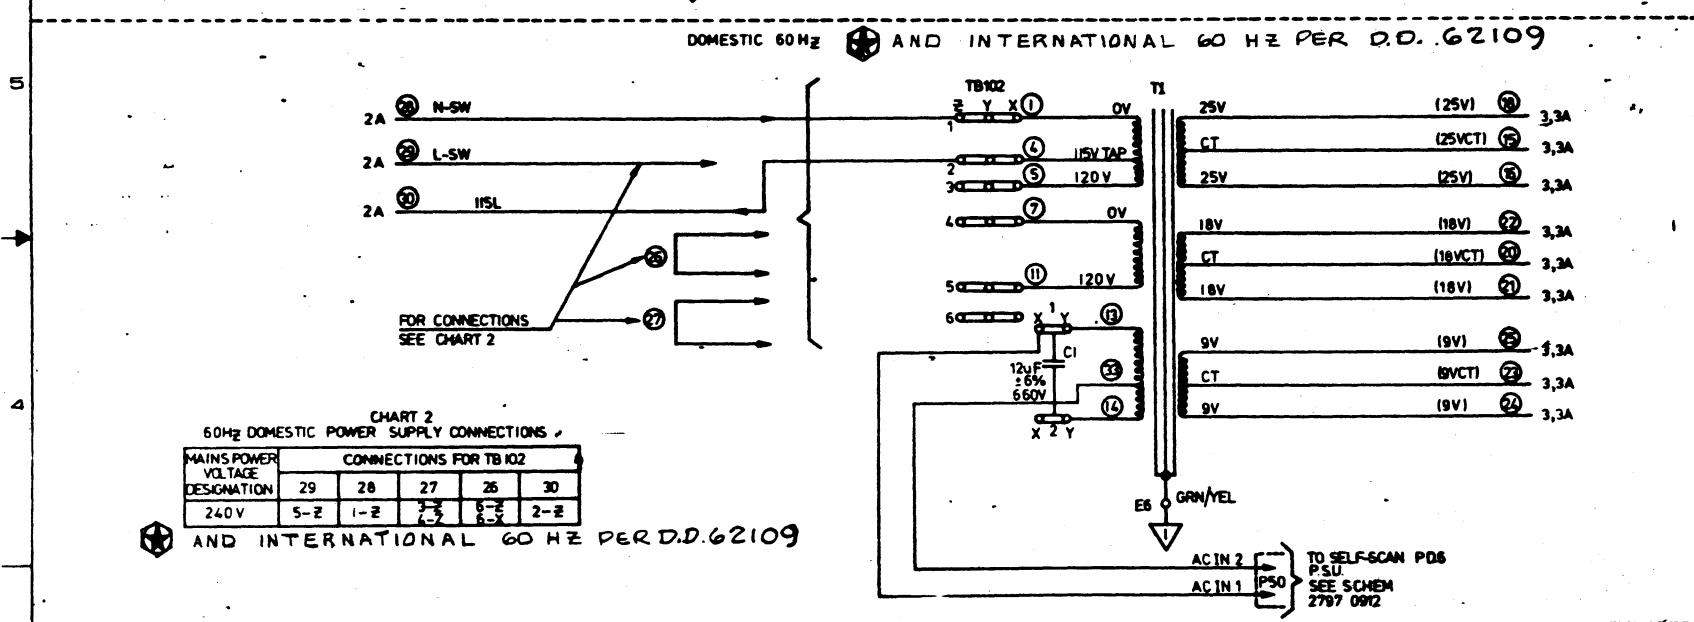 DOMESTIC 60HZ AND INTERNATIONAL 60 HZ PER D.D. 62109
5
TB102
T1
Z Y X 1 0V
25V (25V) 18 3,3A
2A 28 N-SW
1
CT (25VCT) 15 3,3A
2A 29 L-SW
2 4 115V TAP
3 5 120V
25V (25V) 16 3,3A
2A 30 115L
4 7 0V
18V (18V) 22 3,3A
26
CT (18VCT) 20 3,3A
5 11 120V
18V (18V) 21 3,3A
27
FOR CONNECTIONS
SEE CHART 2
6
X 1 Y 13
9V (9V) 25 3,3A
C1
12uF
±6%
660V
33
CT (9VCT) 23 3,3A
14
9V (9V) 24 3,3A
X 2 Y
4
CHART 2
60HZ DOMESTIC POWER SUPPLY CONNECTIONS
MAINS POWER VOLTAGE DESIGNATION
CONNECTIONS FOR TB102
29 28 27 26 30
240V 5-Z 1-Z 3-Z 4-Z 6-Z 6-X 2-Z
AND INTERNATIONAL 60 HZ PER D.D. 62109
E6 GRN/YEL
1
AC IN 2
AC IN 1
P50
TO SELF-SCAN PD6
P.S.U.
SEE SCHEM
2797 0912